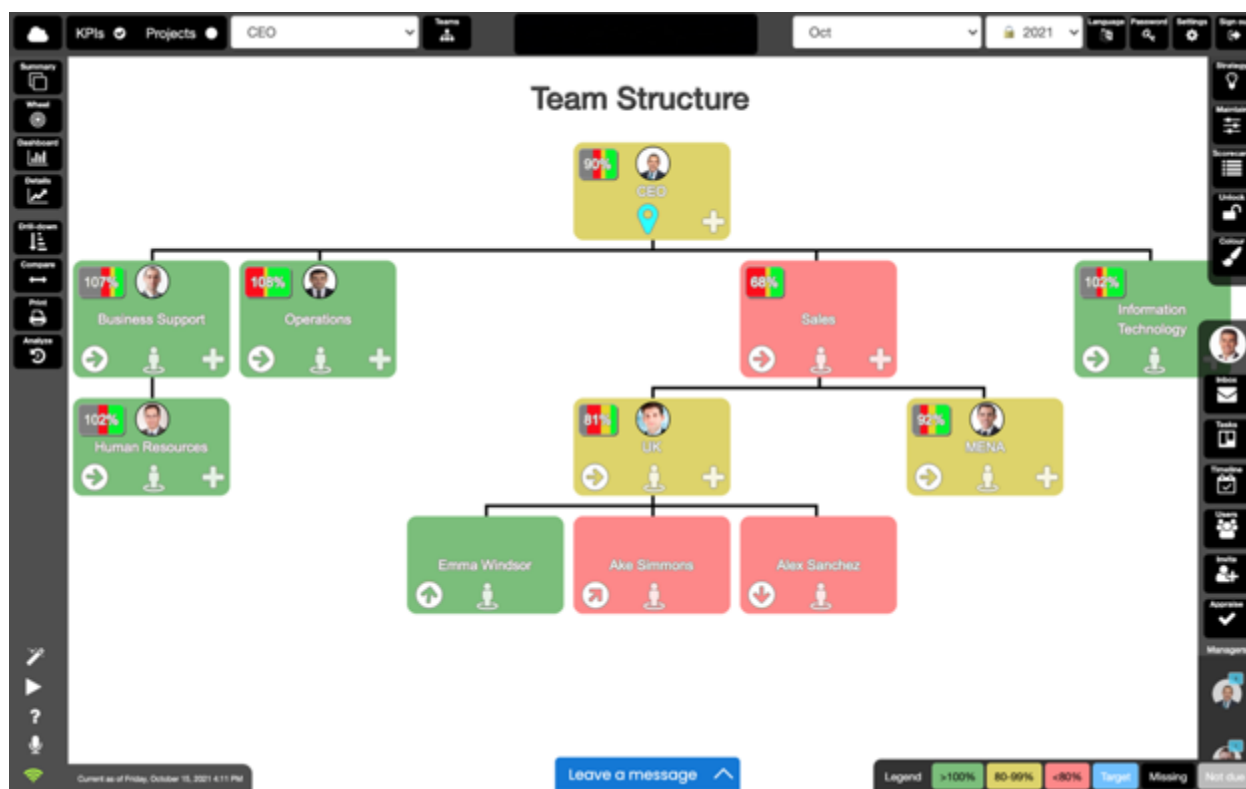 KPIs Projects CEO Teams Oct 2021 Language Password Settings Sign out
Summary
Wheel
Dashboard
Details
Drill-down
Compare
Print
Analyze
Team Structure
90%
CEO
107%
Business Support
108%
Operations
68%
Sales
102%
Information
Technology
102%
Human Resources
81%
UK
92%
MENA
Emma Windsor
Ake Simmons
Alex Sanchez
Strategy
Maintain
Scorecard
Unlock
Colour
Inbox
Tasks
Timeline
Users
Invite
Appraise
Managers
?
Current as of Friday, October 15, 2021 4:11 PM
Leave a message
Legend >100% 80-99% <80% Target Missing Not due